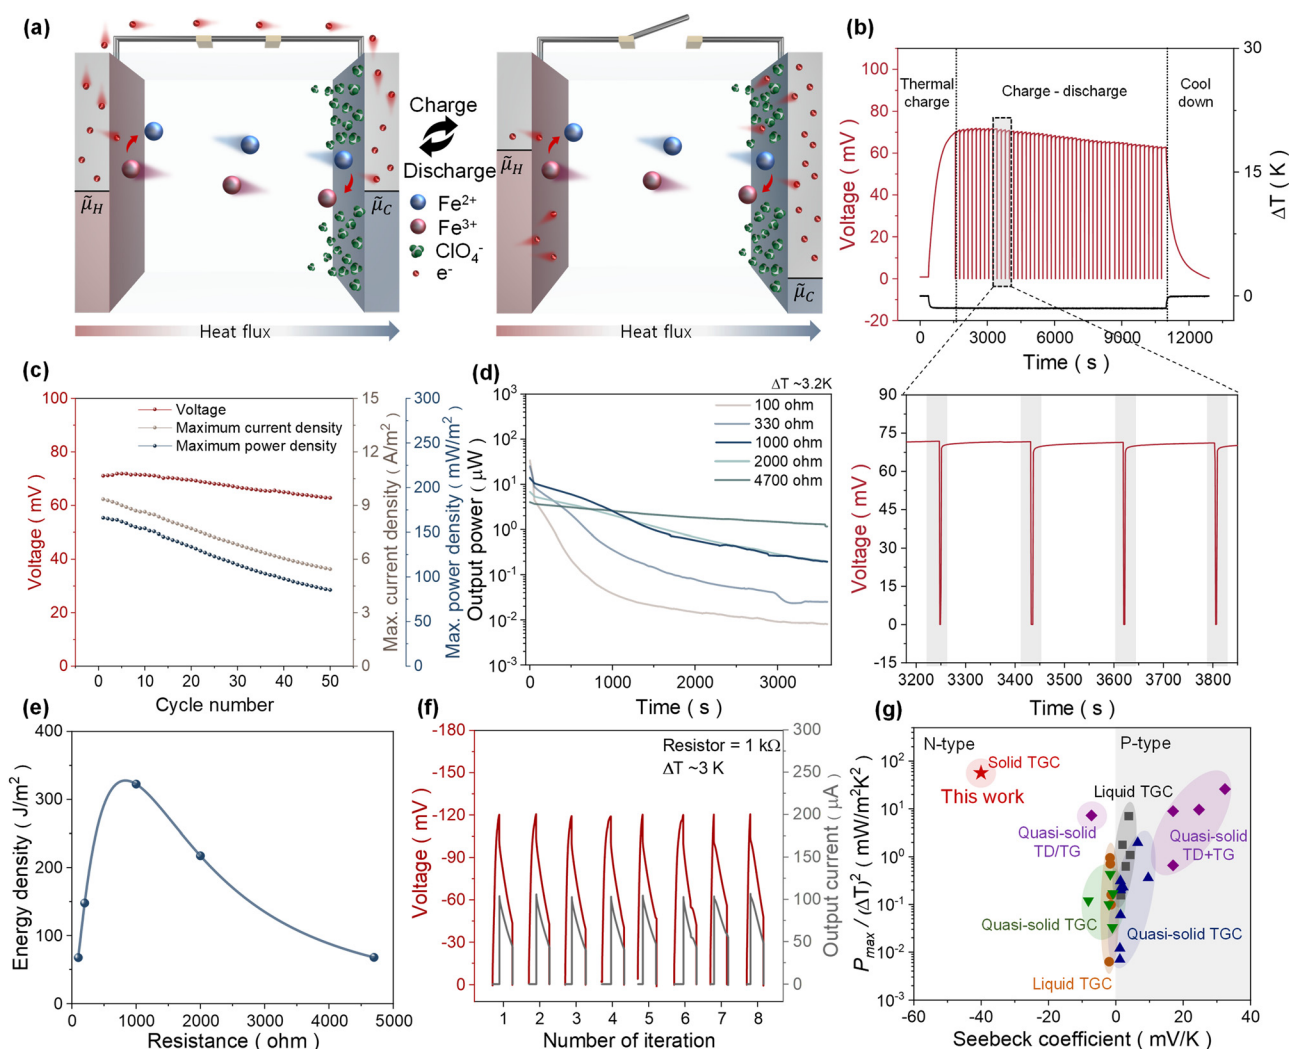 (a)
μ̃H
μ̃C
Charge
Discharge
Fe2+
Fe3+
ClO4-
e-
μ̃H
μ̃C
Heat flux
Heat flux
(b)
Thermal
charge
Charge - discharge
Cool
down
100
80
60
40
20
0
-20
Voltage ( mV )
30
15
0
ΔT ( K )
0
3000
6000
9000
12000
Time ( s )
90
75
60
45
30
15
0
-15
Voltage ( mV )
3200
3300
3400
3500
3600
3700
3800
Time ( s )
(c)
Voltage
Maximum current density
Maximum power density
100
80
60
40
20
0
Voltage ( mV )
15
12
9
6
3
0
Max. current density ( A/m2 )
300
250
200
150
100
50
0
Max. power density ( mW/m2 )
0
10
20
30
40
50
Cycle number
(d)
ΔT ~3.2K
100 ohm
330 ohm
1000 ohm
2000 ohm
4700 ohm
103
102
101
100
10-1
10-2
10-3
Output power ( μW )
0
1000
2000
3000
Time ( s )
(e)
400
300
200
100
0
Energy density ( J/m2 )
0
1000
2000
3000
4000
5000
Resistance ( ohm )
(f)
Resistor = 1 kΩ
ΔT ~3 K
-180
-150
-120
-90
-60
-30
0
Voltage ( mV )
300
250
200
150
100
50
0
Output current ( μA )
1
2
3
4
5
6
7
8
Number of iteration
(g)
N-type
P-type
Solid TGC
This work
Liquid TGC
Quasi-solid
TD/TG
Quasi-solid
TD+TG
Quasi-solid TGC
Quasi-solid TGC
Liquid TGC
102
101
100
10-1
10-2
10-3
Pmax / (ΔT)2 ( mW/m2K2 )
-60
-40
-20
0
20
40
Seebeck coefficient ( mV/K )